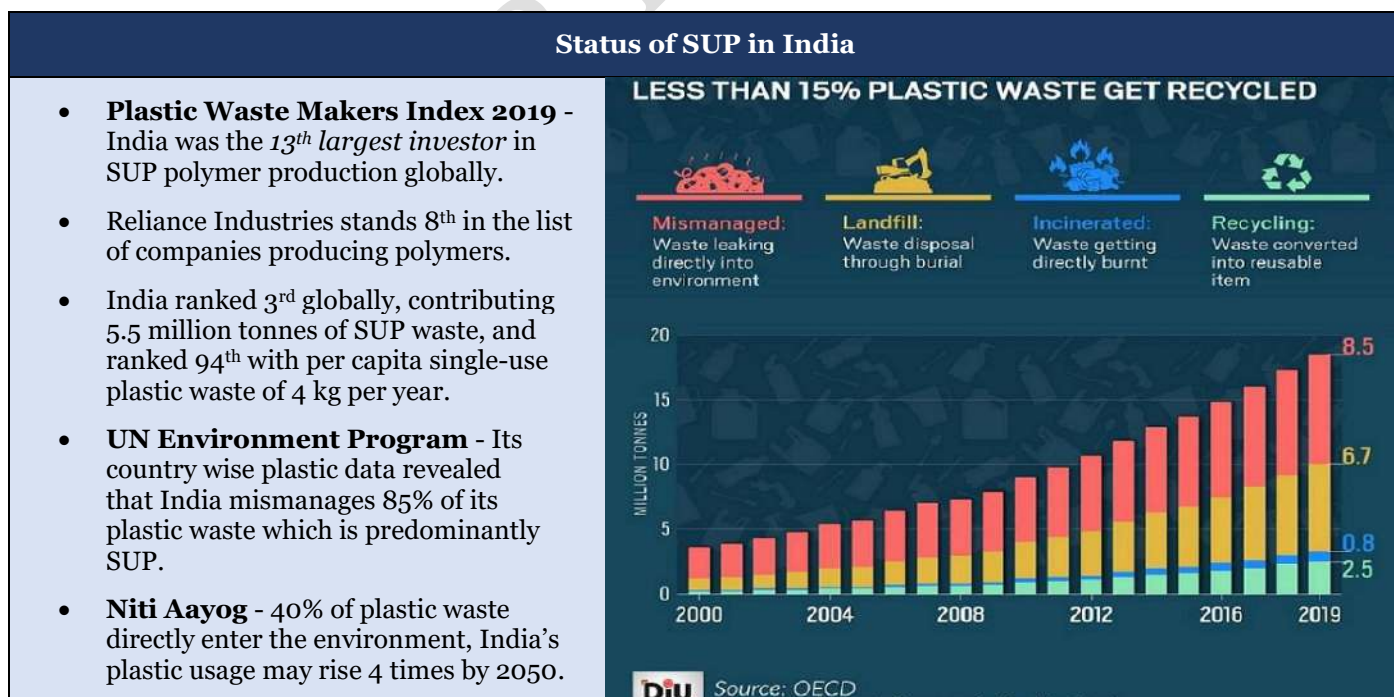 Status of SUP in India
• Plastic Waste Makers Index 2019 -
India was the 13th largest investor in
SUP polymer production globally.
• Reliance Industries stands 8th in the list
of companies producing polymers.
• India ranked 3rd globally, contributing
5.5 million tonnes of SUP waste, and
ranked 94th with per capita single-use
plastic waste of 4 kg per year.
• UN Environment Program - Its
country wise plastic data revealed
that India mismanages 85% of its
plastic waste which is predominantly
SUP.
• Niti Aayog - 40% of plastic waste
directly enter the environment, India’s
plastic usage may rise 4 times by 2050.
LESS THAN 15% PLASTIC WASTE GET RECYCLED
Mismanaged:
Waste leaking
directly into
environment
Landfill:
Waste disposal
through burial
Incinerated:
Waste getting
directly burnt
Recycling:
Waste converted
into reusable
item
MILLION TONNES
20
15
10
5
0
8.5
6.7
0.8
2.5
2000 2004 2008 2012 2016 2019
DIU Source: OECD